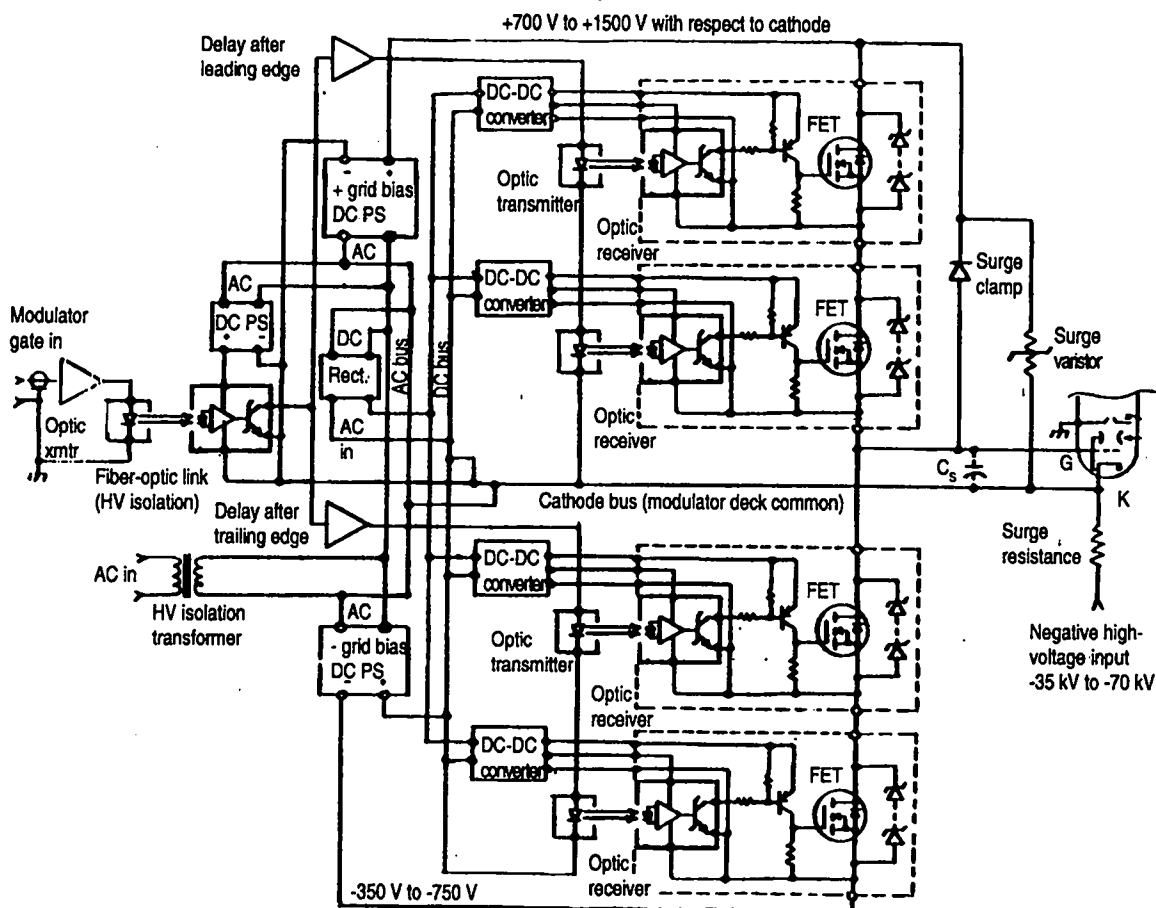 +700 V to +1500 V with respect to cathode
Delay after
leading edge
DC-DC
converter
FET
-
+
+ grid bias
DC PS
Optic
transmitter
Optic
receiver
AC
AC
DC-DC
converter
FET
Surge
clamp
Modulator
gate in
DC PS
+
-
DC
AC bus
DC bus
Rect.
Surge
varistor
Optic
xmtr
AC
in
Optic
receiver
G
Cs
K
Fiber-optic link
(HV isolation)
Cathode bus (modulator deck common)
Delay after
trailing edge
Surge
resistance
DC-DC
converter
FET
AC in
HV isolation
transformer
AC
- grid bias
DC PS
-
+
Optic
transmitter
Optic
receiver
Negative high-
voltage input
-35 kV to -70 kV
DC-DC
converter
FET
Optic
receiver
-350 V to -750 V